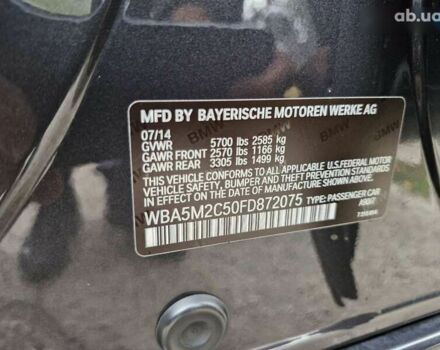 ab.ua
MFD BY BAYERISCHE MOTOREN WERKE AG
07/14
GVWR 5700 lbs 2585 kg
GAWR FRONT 2570 lbs 1166 kg
GAWR REAR 3305 lbs 1499 kg
THIS VEHICLE CONFORMS TO ALL APPLICABLE U.S.FEDERAL MOTOR
VEHICLE SAFETY, BUMPER AND THEFT PREVENTION STANDARDS IN
EFFECT ON THE DATE OF MANUFACTURE SHOWN ABOVE.
WBA5M2C50FD872075 TYPE: PASSENGER CAR